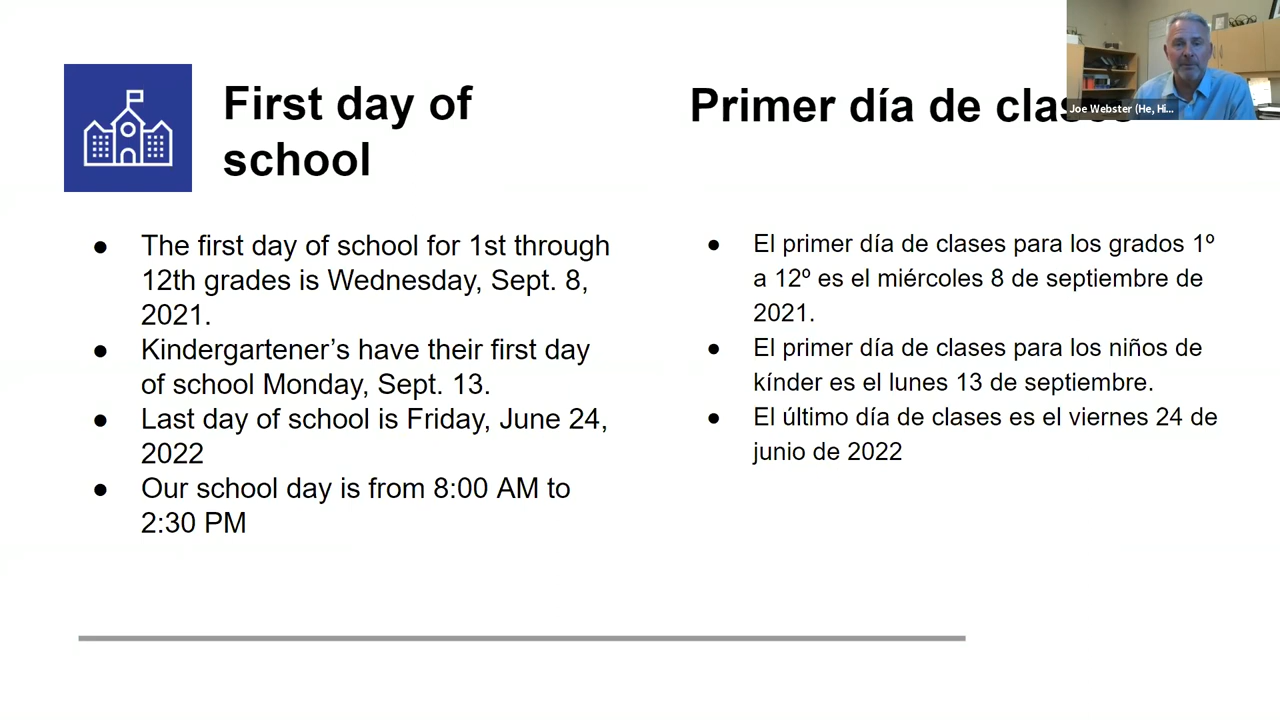 First day of
school
The first day of school for 1st through
12th grades is Wednesday, Sept. 8,
2021.
Kindergartener’s have their first day
of school Monday, Sept. 13.
Last day of school is Friday, June 24,
2022
Our school day is from 8:00 AM to
2:30 PM
Primer día de clases
El primer día de clases para los grados 1º
a 12º es el miércoles 8 de septiembre de
2021.
El primer día de clases para los niños de
kínder es el lunes 13 de septiembre.
El último día de clases es el viernes 24 de
junio de 2022
Joe Webster (He, Hi...